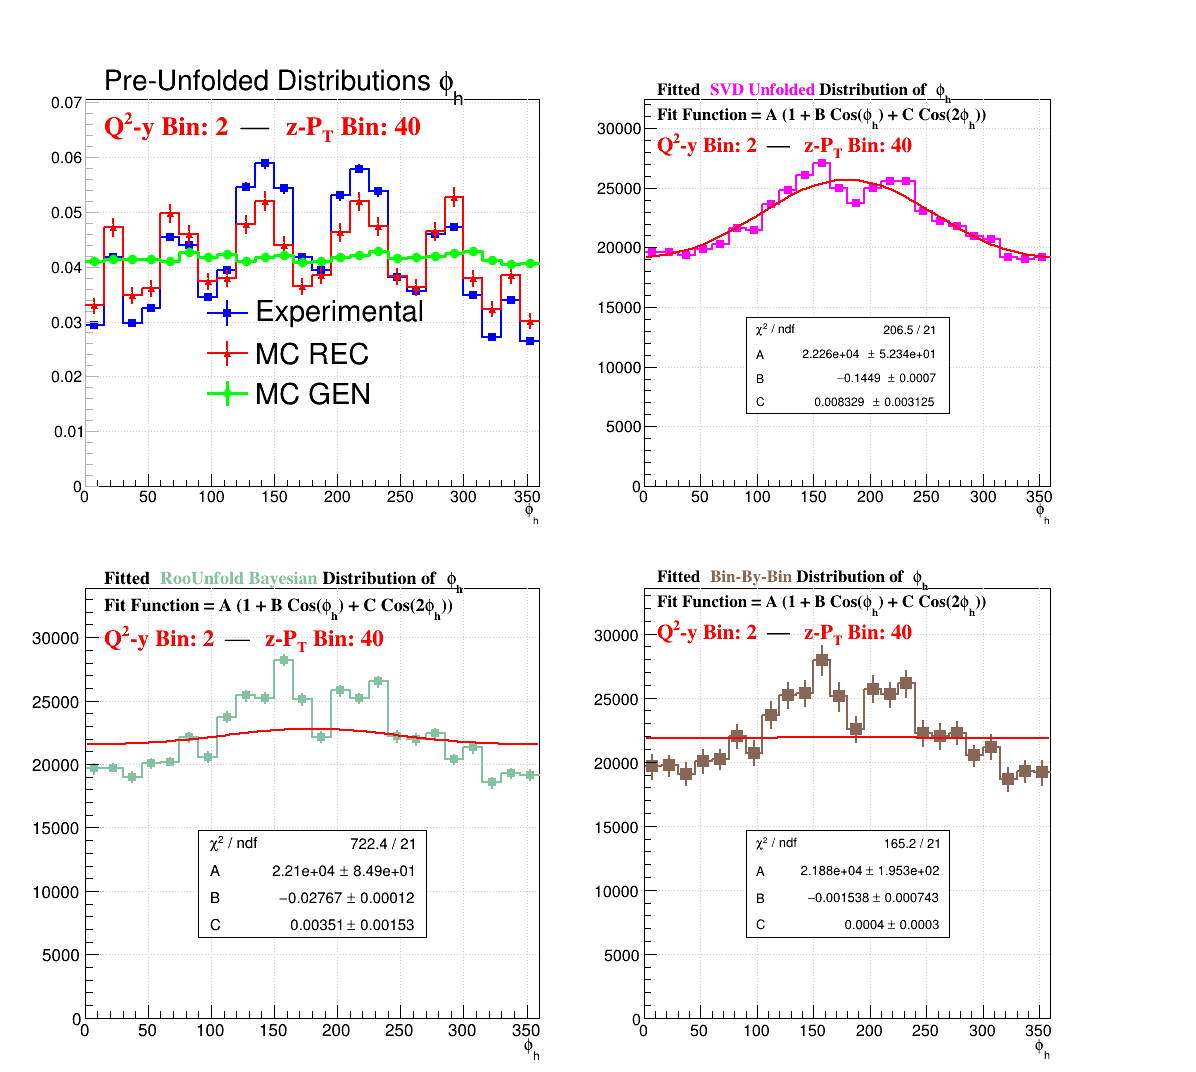 Pre-Unfolded Distributions ϕh
Q²-y Bin: 2 — z-PT Bin: 40
0.07
0.06
0.05
0.04
0.03
0.02
0.01
0
Experimental
MC REC
MC GEN
0 50 100 150 200 250 300 350
ϕh
Fitted SVD Unfolded Distribution of ϕh
Fit Function = A (1 + B Cos(ϕh) + C Cos(2ϕh))
Q²-y Bin: 2 — z-PT Bin: 40
30000
25000
20000
15000
10000
5000
0
χ² / ndf 206.5 / 21
A 2.226e+04 ± 5.234e+01
B −0.1449 ± 0.0007
C 0.008329 ± 0.003125
0 50 100 150 200 250 300 350
ϕh
Fitted RooUnfold Bayesian Distribution of ϕh
Fit Function = A (1 + B Cos(ϕh) + C Cos(2ϕh))
Q²-y Bin: 2 — z-PT Bin: 40
30000
25000
20000
15000
10000
5000
0
χ² / ndf 722.4 / 21
A 2.21e+04 ± 8.49e+01
B −0.02767 ± 0.00012
C 0.00351 ± 0.00153
0 50 100 150 200 250 300 350
ϕh
Fitted Bin-By-Bin Distribution of ϕh
Fit Function = A (1 + B Cos(ϕh) + C Cos(2ϕh))
Q²-y Bin: 2 — z-PT Bin: 40
30000
25000
20000
15000
10000
5000
0
χ² / ndf 165.2 / 21
A 2.188e+04 ± 1.953e+02
B −0.001538 ± 0.000743
C 0.0004 ± 0.0003
0 50 100 150 200 250 300 350
ϕh